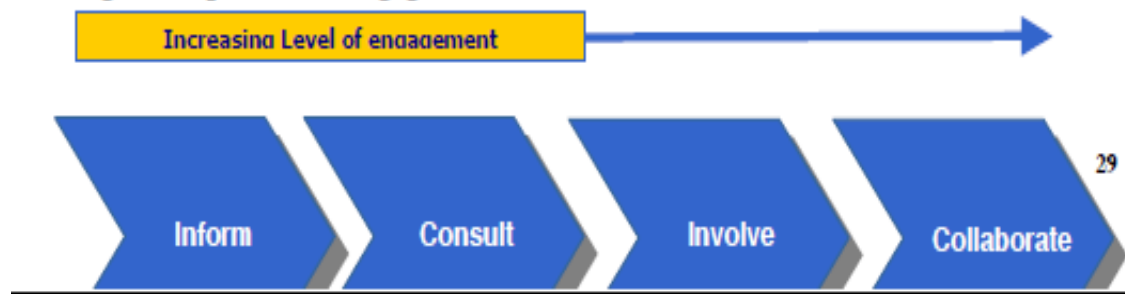 Increasing Level of engagement
29
Inform
Consult
Involve
Collaborate